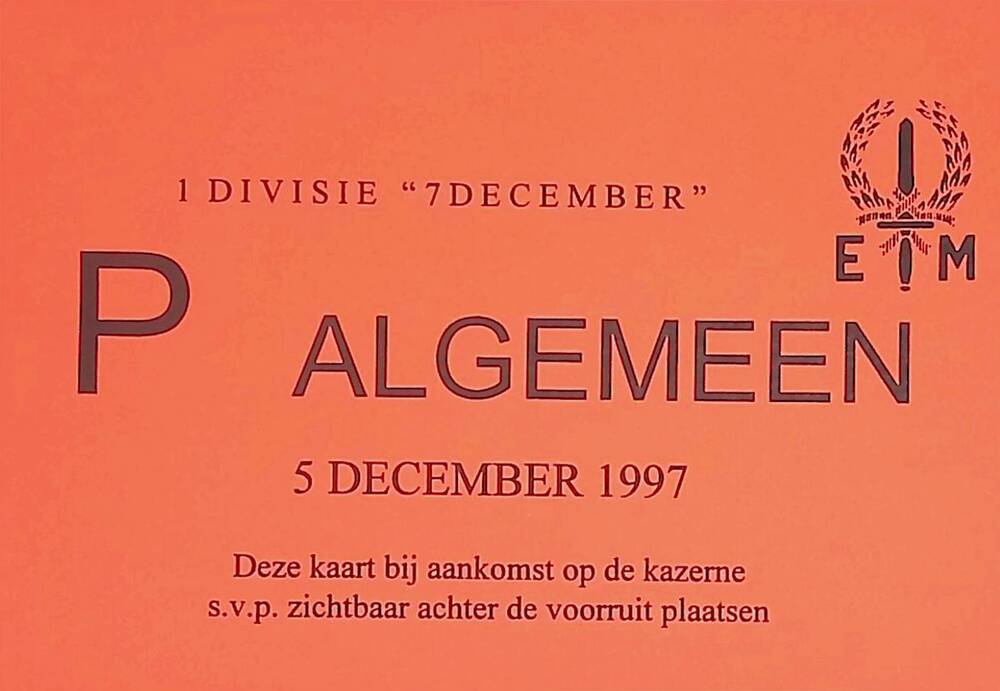 1 DIVISIE “7DECEMBER”
E M
P ALGEMEEN
5 DECEMBER 1997
Deze kaart bij aankomst op de kazerne
s.v.p. zichtbaar achter de voorruit plaatsen